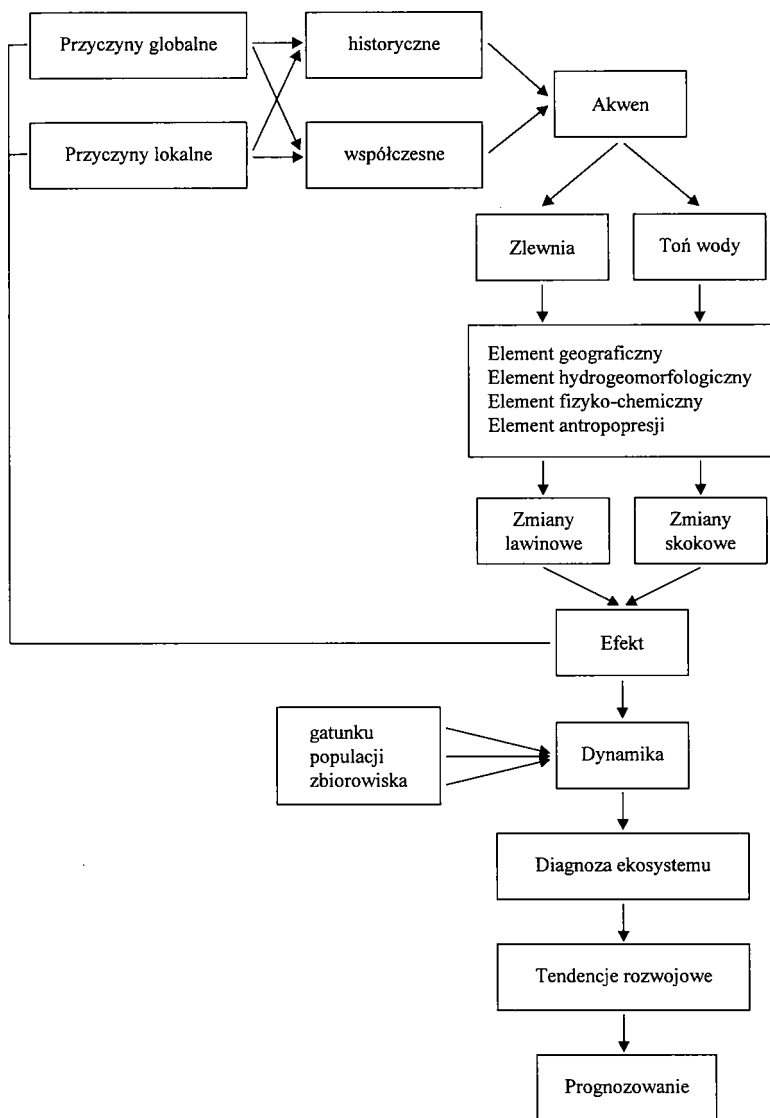 Przyczyny globalne
historyczne
Akwen
Przyczyny lokalne
współczesne
Zlewnia
Toń wody
Element geograficzny
Element hydrogeomorfologiczny
Element fizyko-chemiczny
Element antropopresji
Zmiany
lawinowe
Zmiany
skokowe
Efekt
gatunku
populacji
zbiorowiska
Dynamika
Diagnoza ekosystemu
Tendencje rozwojowe
Prognozowanie